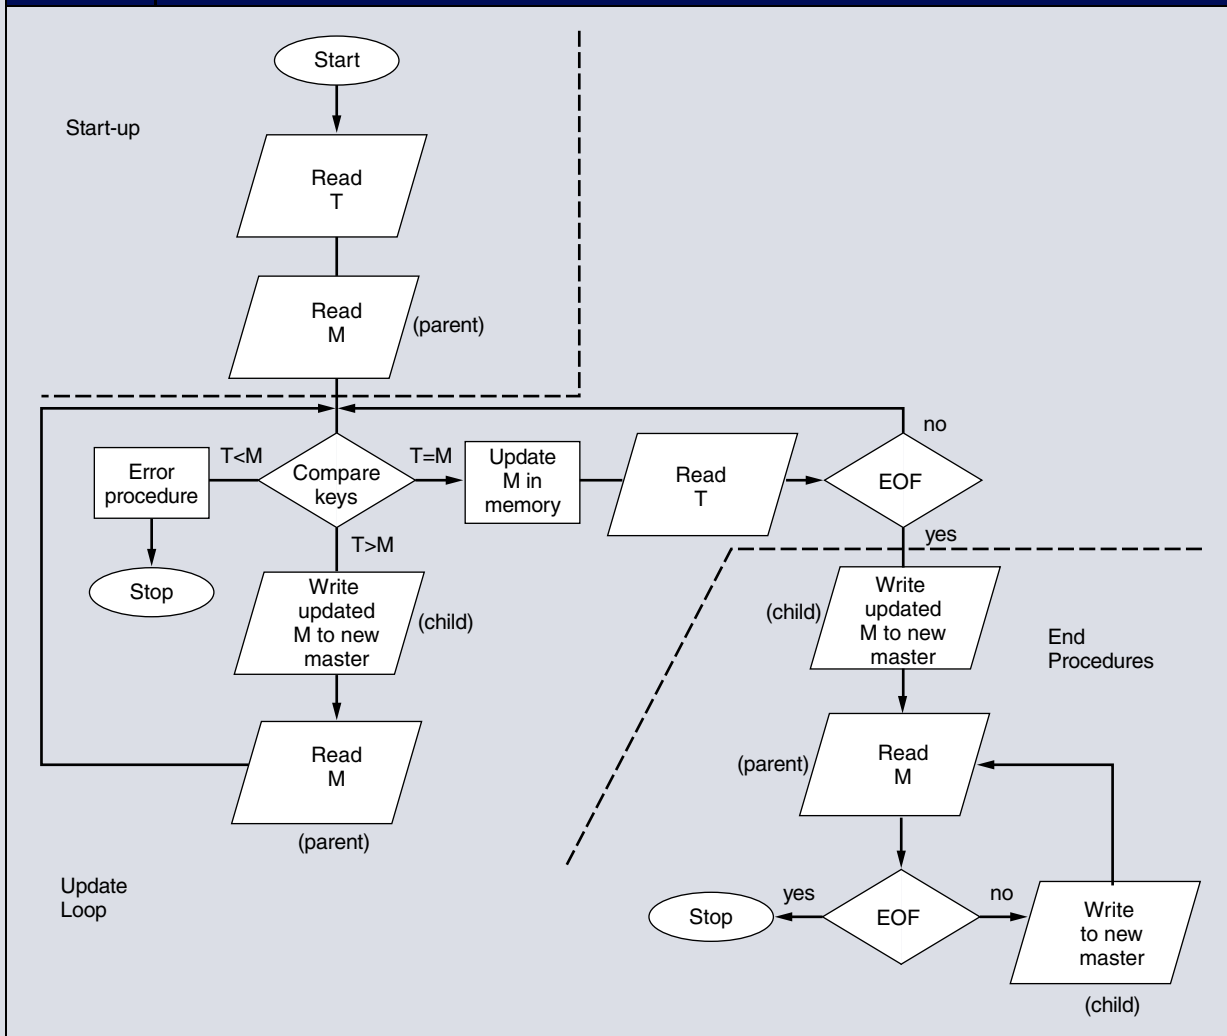 Start
Start-up
Read
T
Read
M
(parent)
no
T<M
T=M
Error
procedure
Compare
keys
Update
M in
memory
Read
T
EOF
T>M
yes
Stop
Write
updated
M to new
master
(child)
(child)
Write
updated
M to new
master
End
Procedures
Read
M
(parent)
(parent)
Read
M
Update
Loop
Stop
yes
EOF
no
Write
to new
master
(child)